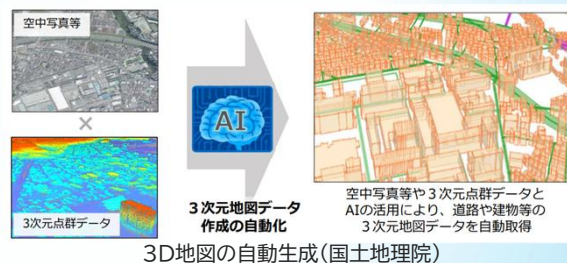 空中写真等
×
3次元点群データ
AI
３次元地図データ
作成の自動化
空中写真等や３次元点群データと
AIの活用により、道路や建物等の
３次元地図データを自動取得
3D地図の自動生成(国土地理院)